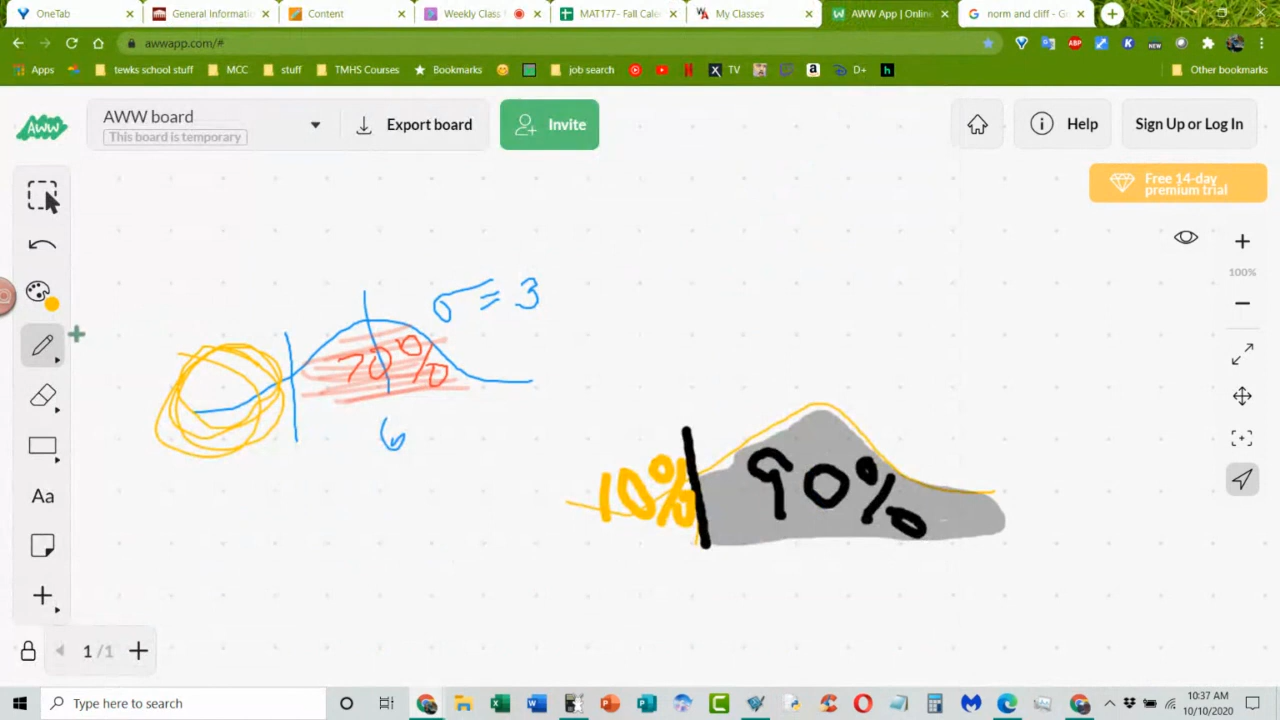 OneTab
General Informati
Content
Weekly Class
MAT177- Fall Cale
My Classes
AWW App | Online
norm and cliff - G
awwapp.com/#
Apps
tewks school stuff
MCC
stuff
TMHS Courses
Bookmarks
job search
TV
D+
Other bookmarks
AWW
AWW board
This board is temporary
Export board
Invite
Help
Sign Up or Log In
Free 14-day
premium trial
100%
σ = 3
70%
6
10%
90%
Aa
1 / 1
Type here to search
10:37 AM
10/10/2020